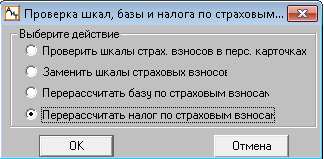 Проверка шкал, базы и налога по страховым...
Выберите действие
Проверить шкалы страх. взносов в перс. карточках
Заменить шкалы страховых взносов
Перерассчитать базу по страховым взносам
Перерассчитать налог по страховым взносам
OK
Отмена